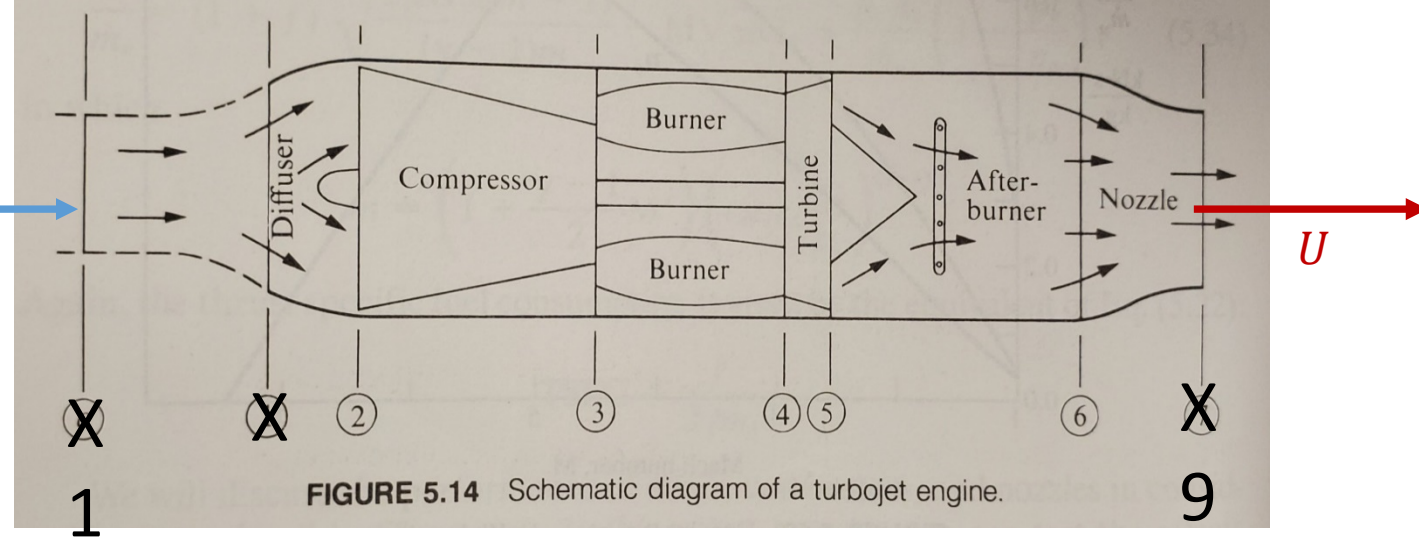 Burner
Diffuser
Compressor
Turbine
After-
burner
Nozzle
U
Burner
X X 2 3 4 5 6 X
1 9
FIGURE 5.14 Schematic diagram of a turbojet engine.